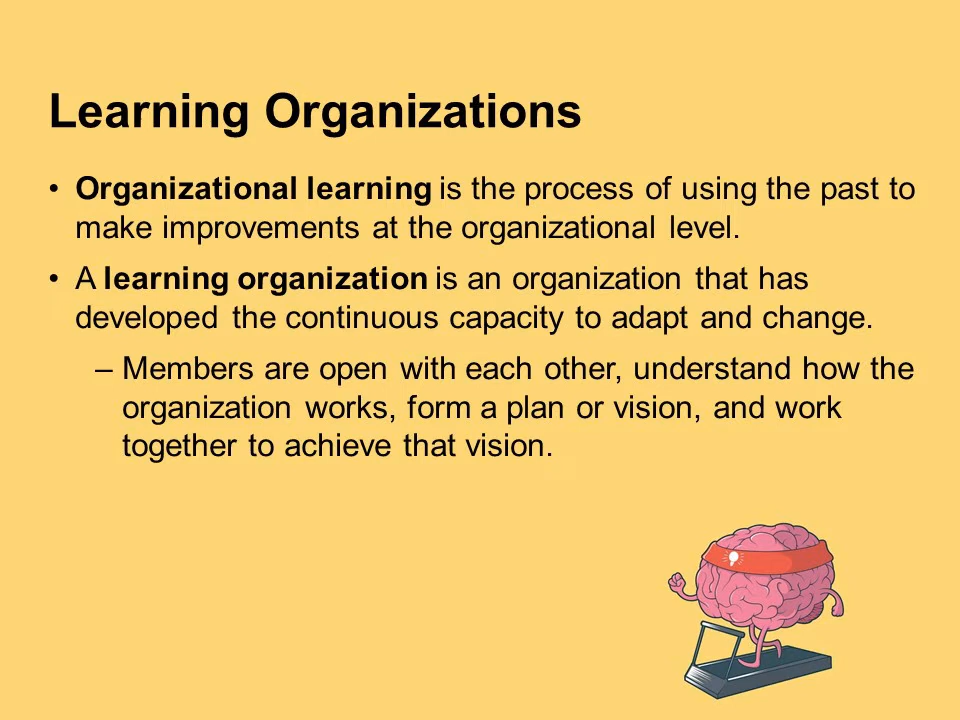 Learning Organizations
• Organizational learning is the process of using the past to
make improvements at the organizational level.
• A learning organization is an organization that has
developed the continuous capacity to adapt and change.
– Members are open with each other, understand how the
organization works, form a plan or vision, and work
together to achieve that vision.